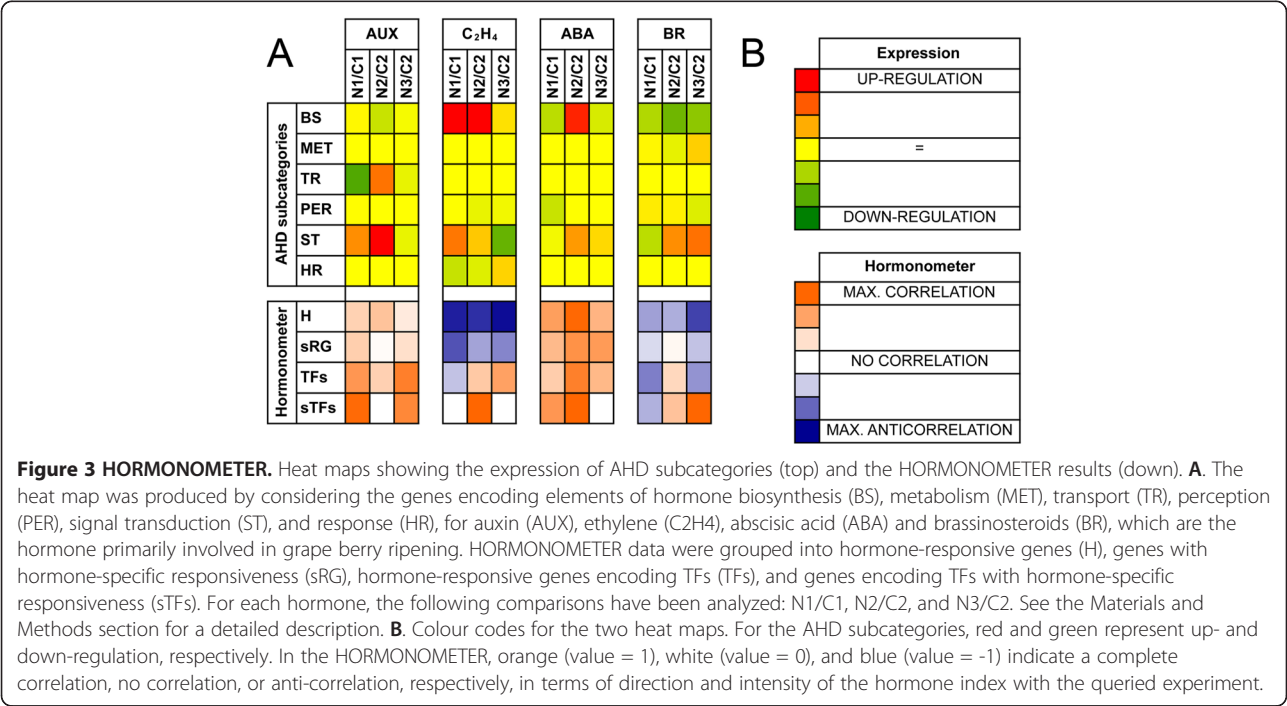 A
AUX
C2H4
ABA
BR
N1/C1
N2/C2
N3/C2
N1/C1
N2/C2
N3/C2
N1/C1
N2/C2
N3/C2
N1/C1
N2/C2
N3/C2
AHD subcategories
BS
MET
TR
PER
ST
HR
Hormonometer
H
sRG
TFs
sTFs
B
Expression
UP-REGULATION
=
DOWN-REGULATION
Hormonometer
MAX. CORRELATION
NO CORRELATION
MAX. ANTICORRELATION
Figure 3 HORMONOMETER. Heat maps showing the expression of AHD subcategories (top) and the HORMONOMETER results (down). A. The
heat map was produced by considering the genes encoding elements of hormone biosynthesis (BS), metabolism (MET), transport (TR), perception
(PER), signal transduction (ST), and response (HR), for auxin (AUX), ethylene (C2H4), abscisic acid (ABA) and brassinosteroids (BR), which are the
hormone primarily involved in grape berry ripening. HORMONOMETER data were grouped into hormone-responsive genes (H), genes with
hormone-specific responsiveness (sRG), hormone-responsive genes encoding TFs (TFs), and genes encoding TFs with hormone-specific
responsiveness (sTFs). For each hormone, the following comparisons have been analyzed: N1/C1, N2/C2, and N3/C2. See the Materials and
Methods section for a detailed description. B. Colour codes for the two heat maps. For the AHD subcategories, red and green represent up- and
down-regulation, respectively. In the HORMONOMETER, orange (value = 1), white (value = 0), and blue (value = -1) indicate a complete
correlation, no correlation, or anti-correlation, respectively, in terms of direction and intensity of the hormone index with the queried experiment.